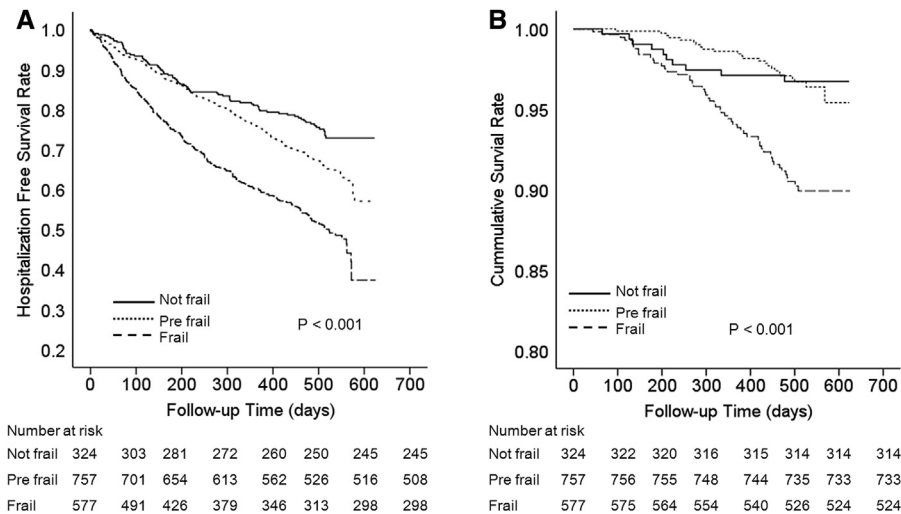 A
Hospitalization Free Survival Rate
1.0
0.9
0.8
0.7
0.6
0.5
0.4
0.3
0.2
Not frail
Pre frail
Frail
P < 0.001
0 100 200 300 400 500 600 700
Follow-up Time (days)
Number at risk
Not frail 324 303 281 272 260 250 245 245
Pre frail 757 701 654 613 562 526 516 508
Frail 577 491 426 379 346 313 298 298
B
Cummulative Survial Rate
1.00
0.95
0.90
0.85
0.80
Not frail
Pre frail
Frail
P < 0.001
0 100 200 300 400 500 600 700
Follow-up Time (days)
Number at risk
324 322 320 316 315 314 314 314
Not frail
Pre frail 757 756 755 748 744 735 733 733
Frail 577 575 564 554 540 526 524 524